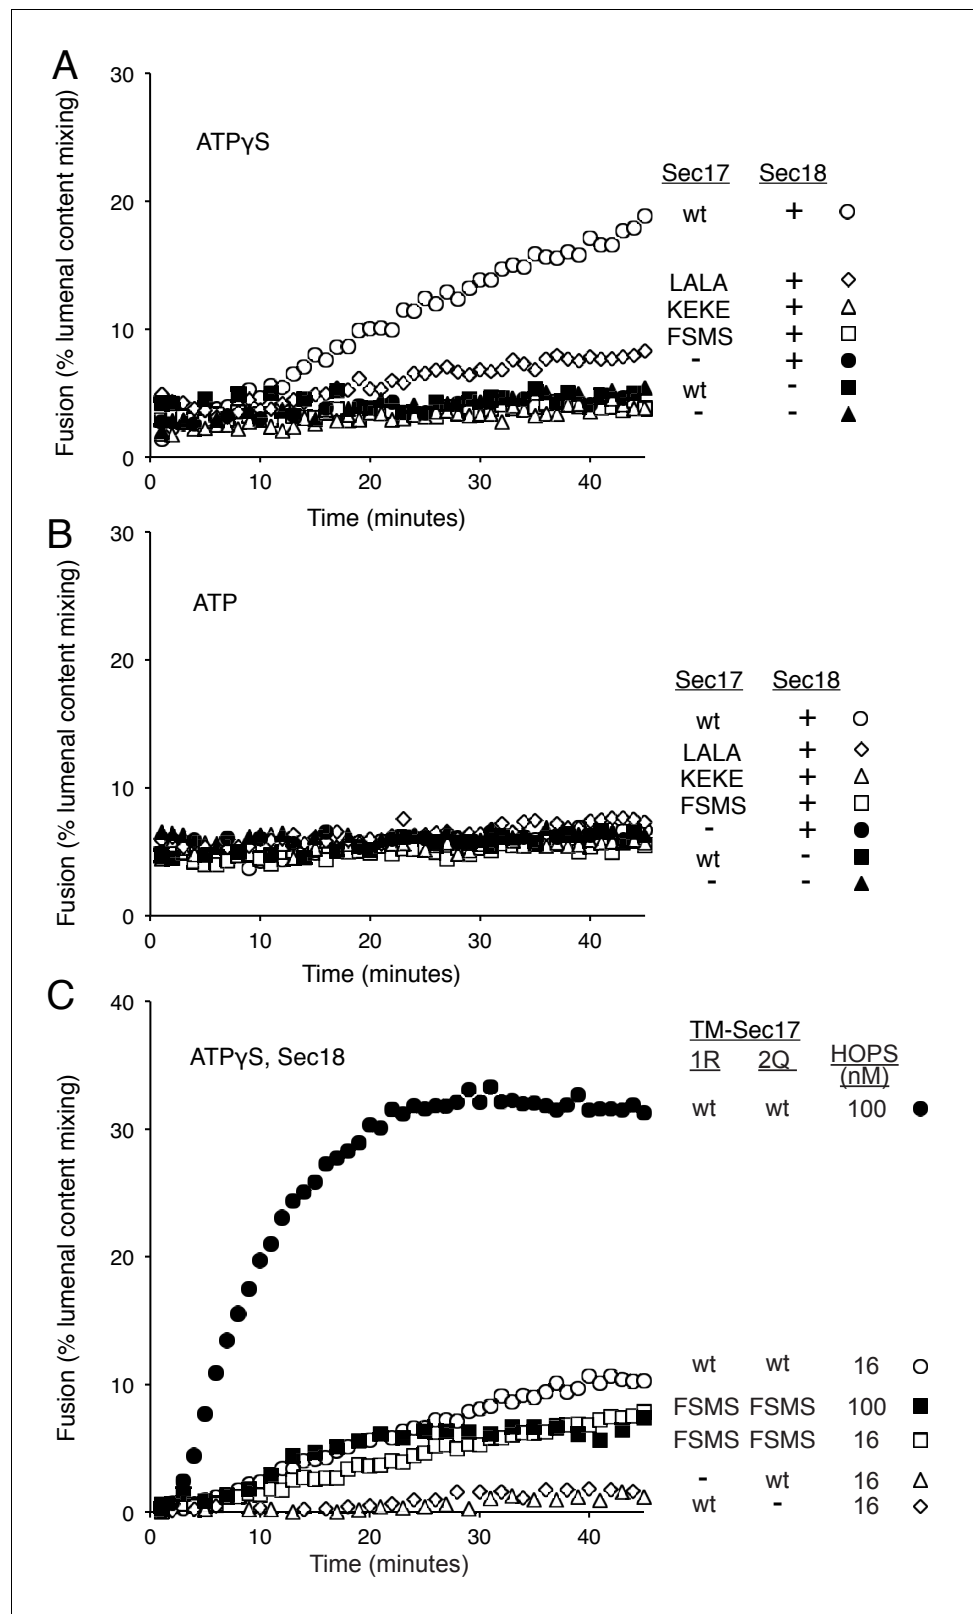 A
30
20
10
0
0 10 20 30 40
Fusion (% lumenal content mixing)
Time (minutes)
ATPγS
Sec17 Sec18
wt +
LALA +
KEKE +
FSMS +
- +
wt -
- -
B
30
20
10
0
0 10 20 30 40
Fusion (% lumenal content mixing)
Time (minutes)
ATP
Sec17 Sec18
wt +
LALA +
KEKE +
FSMS +
- +
wt -
- -
C
40
30
20
10
0
0 10 20 30 40
Fusion (% lumenal content mixing)
Time (minutes)
ATPγS, Sec18
TM-Sec17
1R 2Q HOPS
(nM)
wt wt 100
wt wt 16
FSMS FSMS 100
FSMS FSMS 16
- wt 16
wt - 16